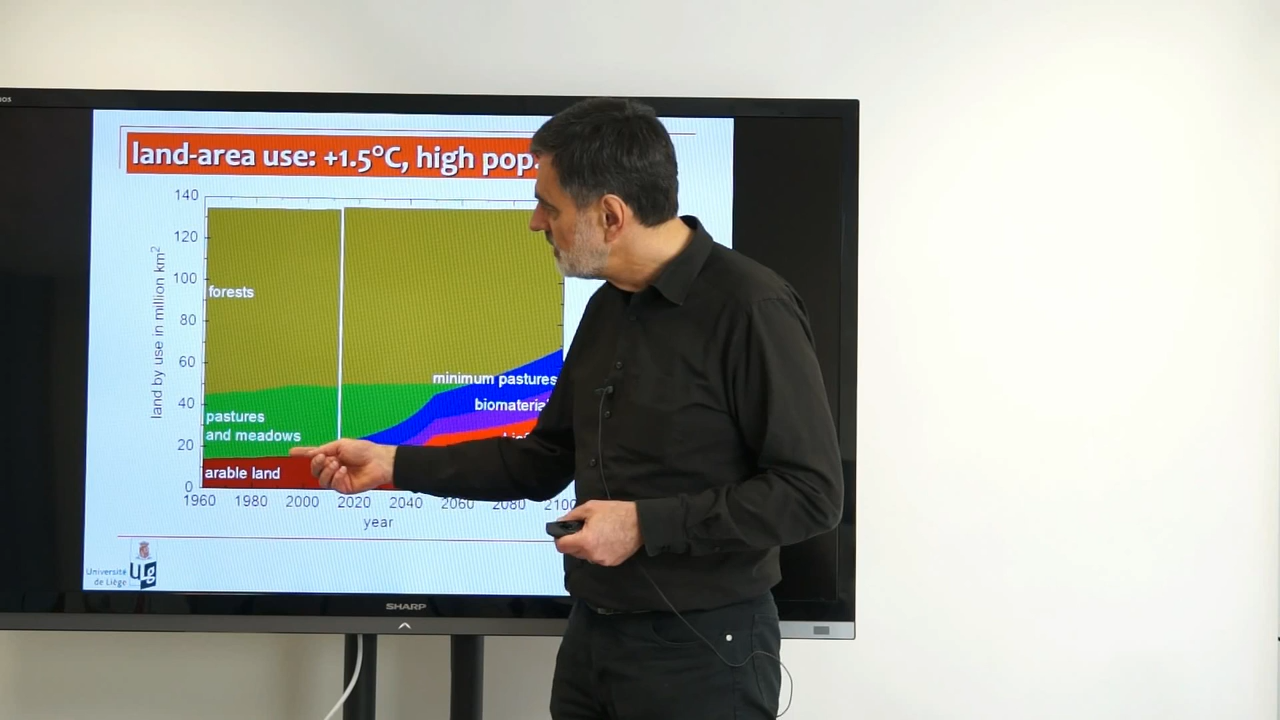 land-area use: +1.5°C, high pop.
140
120
100
80
60
40
20
0
land by use in million km²
forests
pastures
and meadows
arable land
minimum pastures
1960 1980 2000 2020 2040 2060 2080 2100
year
Université
de Liège
SHARP